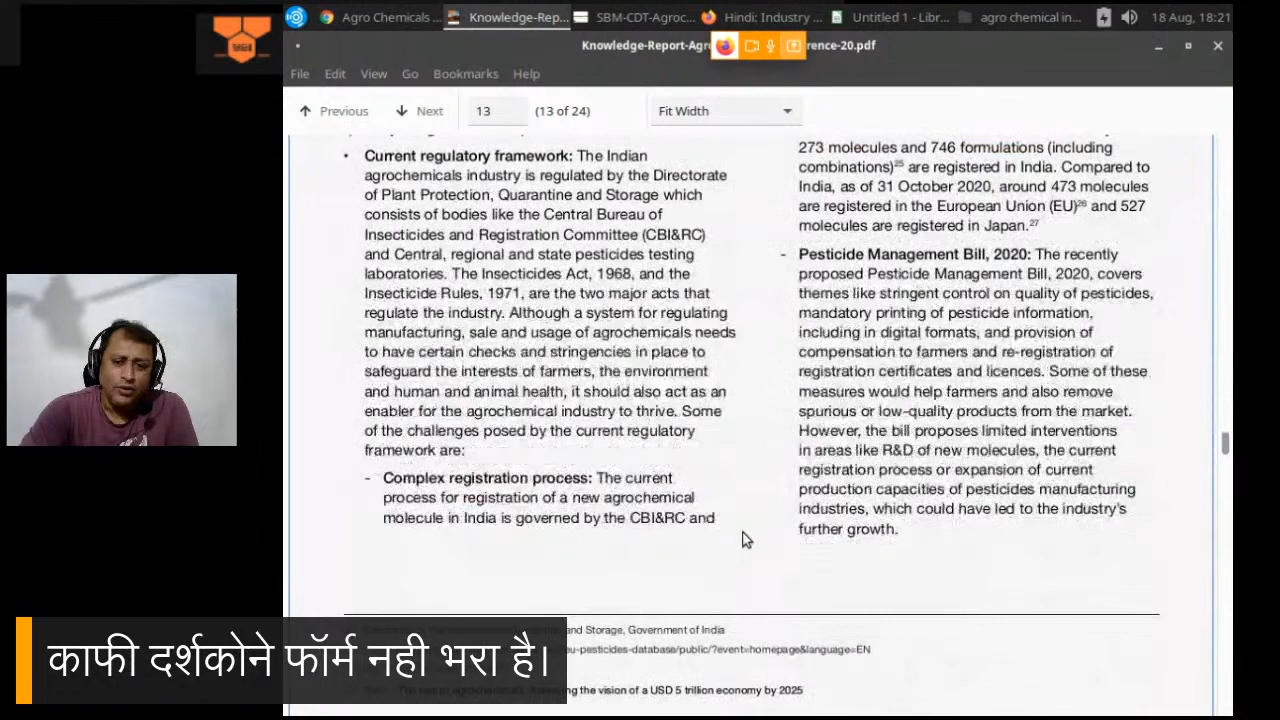 Agro Chemicals ...
Knowledge-Rep...
SBM-CDT-Agroc...
Hindi: Industry ...
Untitled 1 - Libr...
agro chemical in...
18 Aug, 18:21
Knowledge-Report-Agro
rence-20.pdf
File Edit View Go Bookmarks Help
Previous Next 13 (13 of 24) Fit Width
• Current regulatory framework: The Indian
agrochemicals industry is regulated by the Directorate
of Plant Protection, Quarantine and Storage which
consists of bodies like the Central Bureau of
Insecticides and Registration Committee (CBI&RC)
and Central, regional and state pesticides testing
laboratories. The Insecticides Act, 1968, and the
Insecticide Rules, 1971, are the two major acts that
regulate the industry. Although a system for regulating
manufacturing, sale and usage of agrochemicals needs
to have certain checks and stringencies in place to
safeguard the interests of farmers, the environment
and human and animal health, it should also act as an
enabler for the agrochemical industry to thrive. Some
of the challenges posed by the current regulatory
framework are:
- Complex registration process: The current
process for registration of a new agrochemical
molecule in India is governed by the CBI&RC and
273 molecules and 746 formulations (including
combinations)25 are registered in India. Compared to
India, as of 31 October 2020, around 473 molecules
are registered in the European Union (EU)26 and 527
molecules are registered in Japan.27
- Pesticide Management Bill, 2020: The recently
proposed Pesticide Management Bill, 2020, covers
themes like stringent control on quality of pesticides,
mandatory printing of pesticide information,
including in digital formats, and provision of
compensation to farmers and re-registration of
registration certificates and licences. Some of these
measures would help farmers and also remove
spurious or low-quality products from the market.
However, the bill proposes limited interventions
in areas like R&D of new molecules, the current
registration process or expansion of current
production capacities of pesticides manufacturing
industries, which could have led to the industry's
further growth.
and Storage, Government of India
eu-pesticides-database/public/?event=homepage&language=EN
the vision of a USD 5 trillion economy by 2025
काफी दर्शकोने फॉर्म नही भरा है।